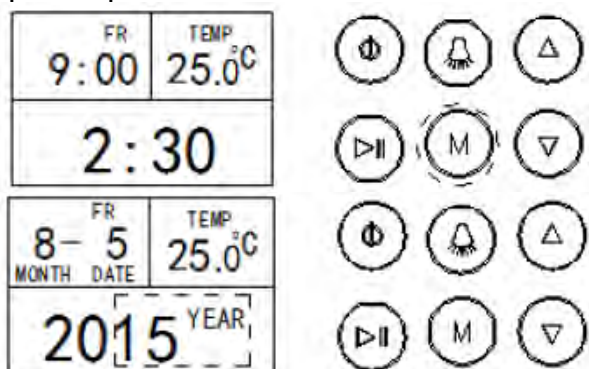 FR TEMP
9:00 25.0°C
2:30
M
FR TEMP
8- 5 25.0°C
MONTH DATE
2015 YEAR
M